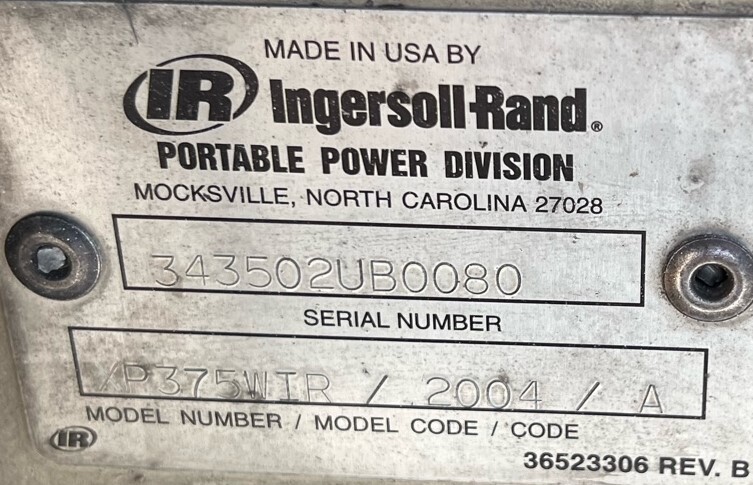 MADE IN USA BY
IR Ingersoll-Rand®
PORTABLE POWER DIVISION
MOCKSVILLE, NORTH CAROLINA 27028
343502UB0080
SERIAL NUMBER
XP375WIR / 2004 / A
MODEL NUMBER / MODEL CODE / CODE
IR
36523306 REV. B